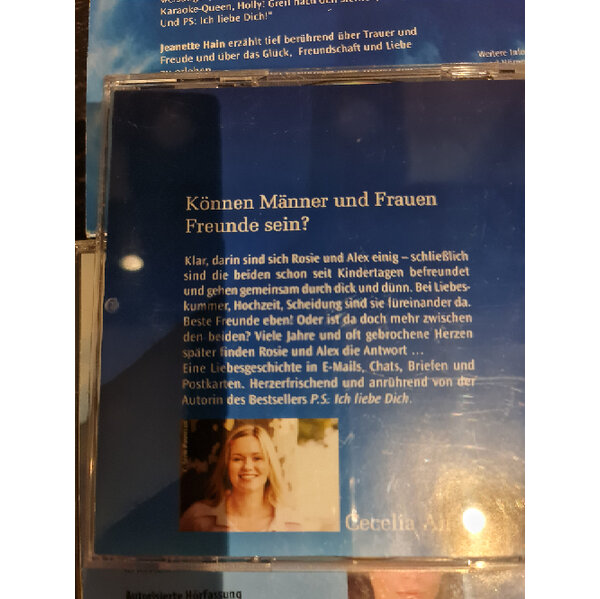 Karaoke-Queen, Holly! Greif nach den
Und PS: Ich liebe Dich!"
Jeanette Hain erzählt tief berührend über Trauer und
Freude und über das Glück, Freundschaft und Liebe
zu erleben
Weitere
Können Männer und Frauen
Freunde sein?
Klar, darin sind sich Rosie und Alex einig – schließlich
sind die beiden schon seit Kindertagen befreundet
und gehen gemeinsam durch dick und dünn. Bei Liebes-
kummer, Hochzeit, Scheidung sind sie füreinander da.
Beste Freunde eben! Oder ist da doch mehr zwischen
den beiden? Viele Jahre und oft gebrochene Herzen
später finden Rosie und Alex die Antwort ...
Eine Liebesgeschichte in E-Mails, Chats, Briefen und
Postkarten. Herzerfrischend und anrührend von der
Autorin des Bestsellers P.S. Ich liebe Dich.
Cecelia
Autorisierte Hörfassung